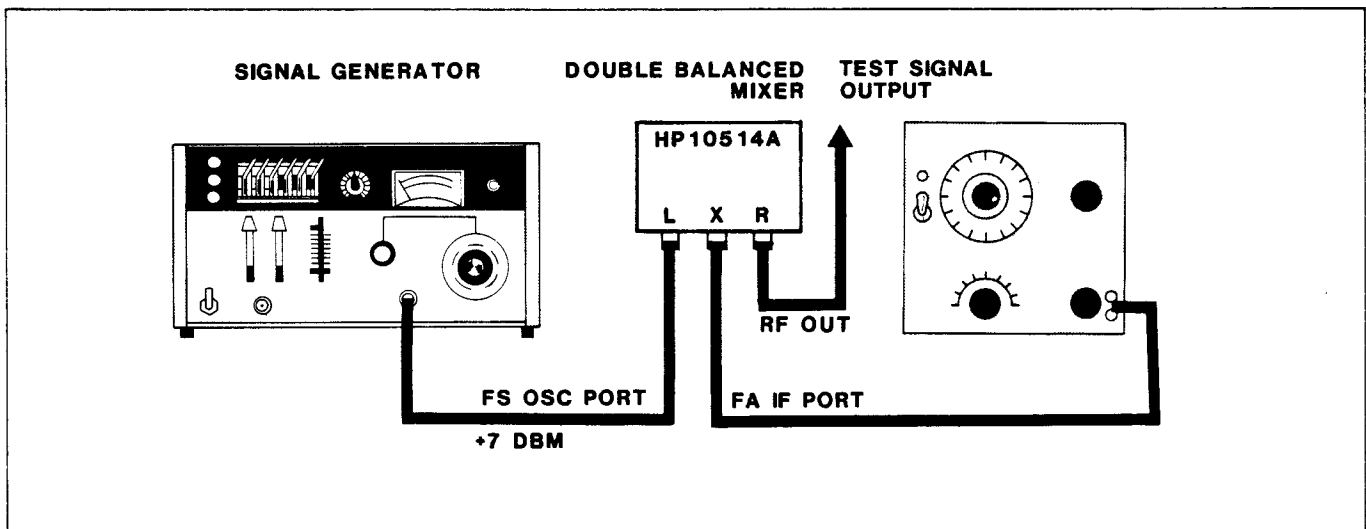 SIGNAL GENERATOR
DOUBLE BALANCED
MIXER
TEST SIGNAL
OUTPUT
HP10514A
L X R
RF OUT
FS OSC PORT
+7 DBM
FA IF PORT